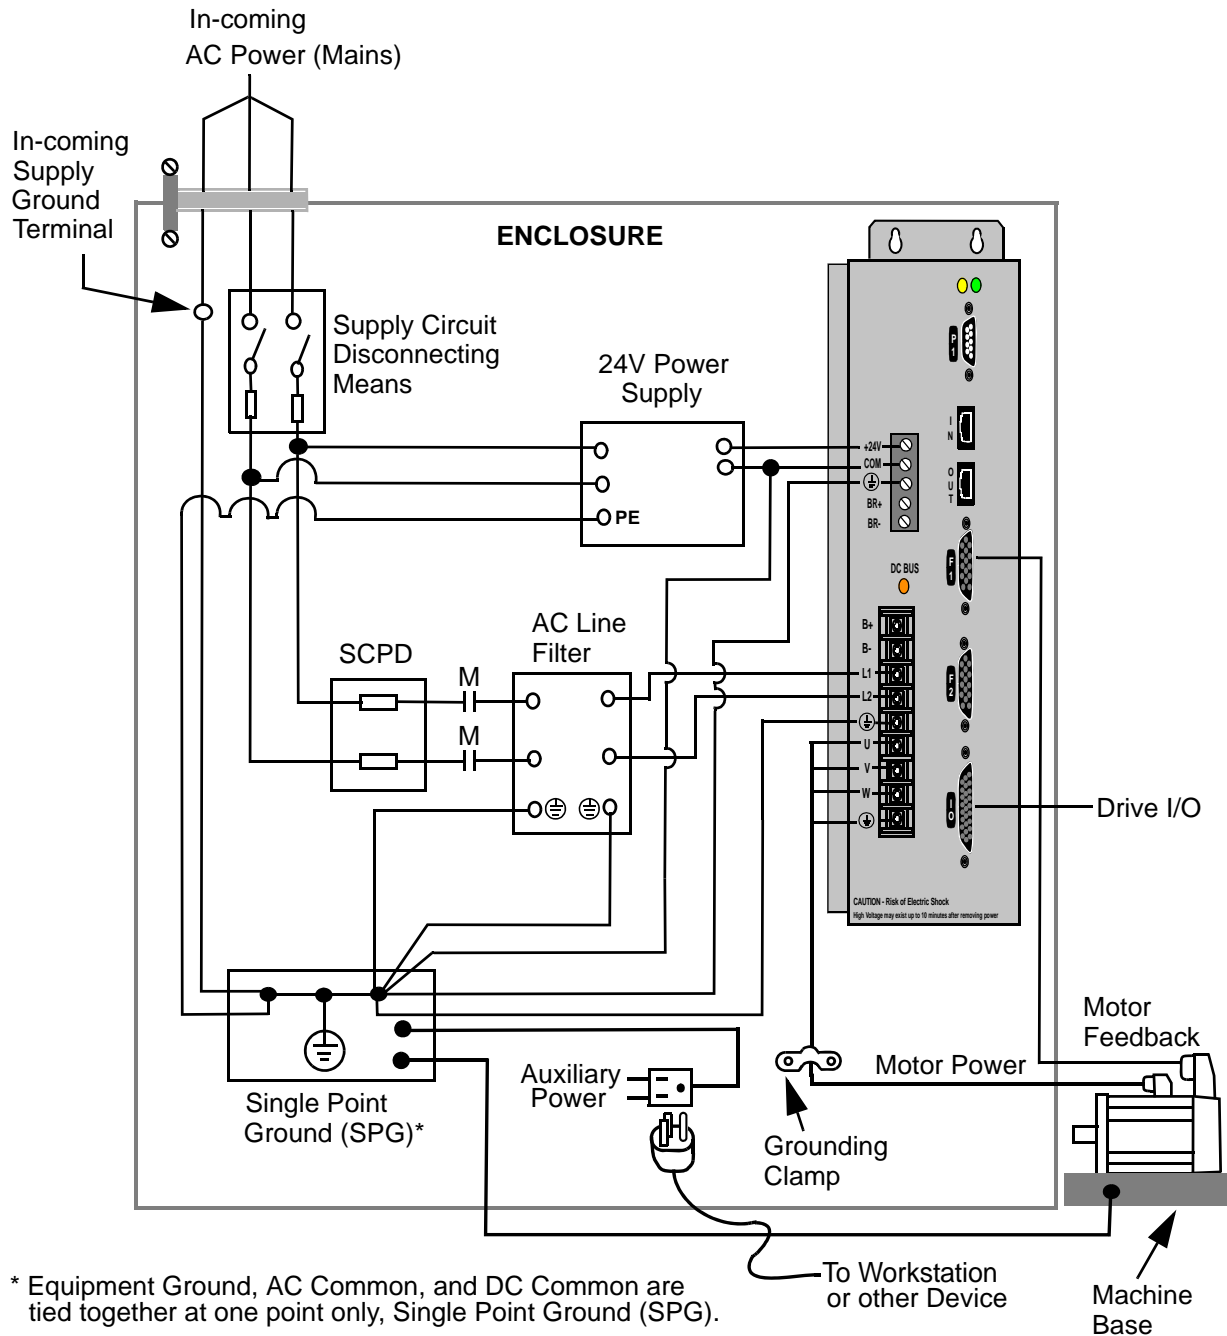 In-coming
AC Power (Mains)
In-coming
Supply
Ground
Terminal
ENCLOSURE
Supply Circuit
Disconnecting
Means
24V Power
Supply
PE
P1
IN
OUT
+24V
COM
BR+
BR-
F1
DC BUS
AC Line
Filter
SCPD
M
M
B+
B-
L1
L2
U
V
W
F2
IO
Drive I/O
CAUTION - Risk of Electric Shock
High Voltage may exist up to 10 minutes after removing power
Motor
Feedback
Motor Power
Auxiliary
Power
Single Point
Ground (SPG)*
Grounding
Clamp
To Workstation
or other Device
Machine
Base
* Equipment Ground, AC Common, and DC Common are
tied together at one point only, Single Point Ground (SPG).